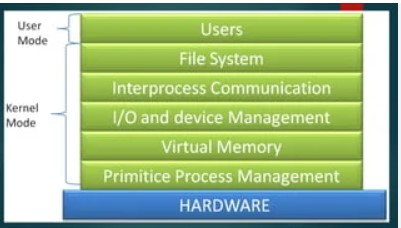 User
Mode
Users
File System
Interprocess Communication
Kernel
Mode
I/O and device Management
Virtual Memory
Primitice Process Management
HARDWARE